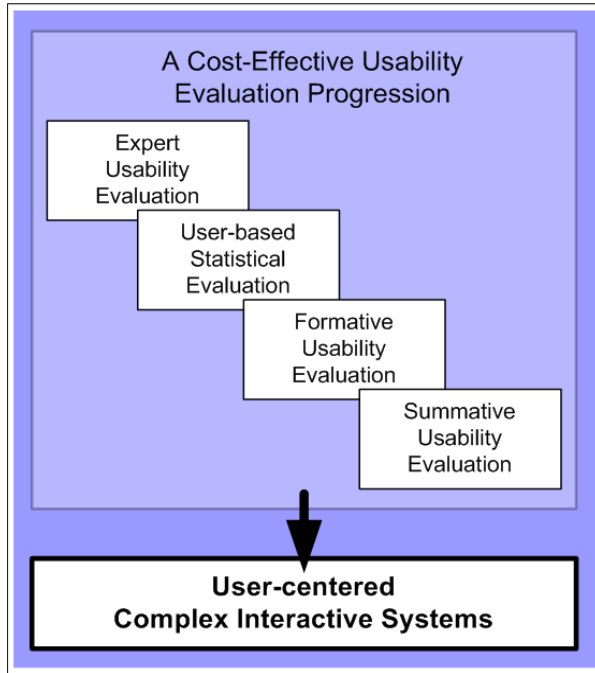 A Cost-Effective Usability
Evaluation Progression
Expert
Usability
Evaluation
User-based
Statistical
Evaluation
Formative
Usability
Evaluation
Summative
Usability
Evaluation
User-centered
Complex Interactive Systems